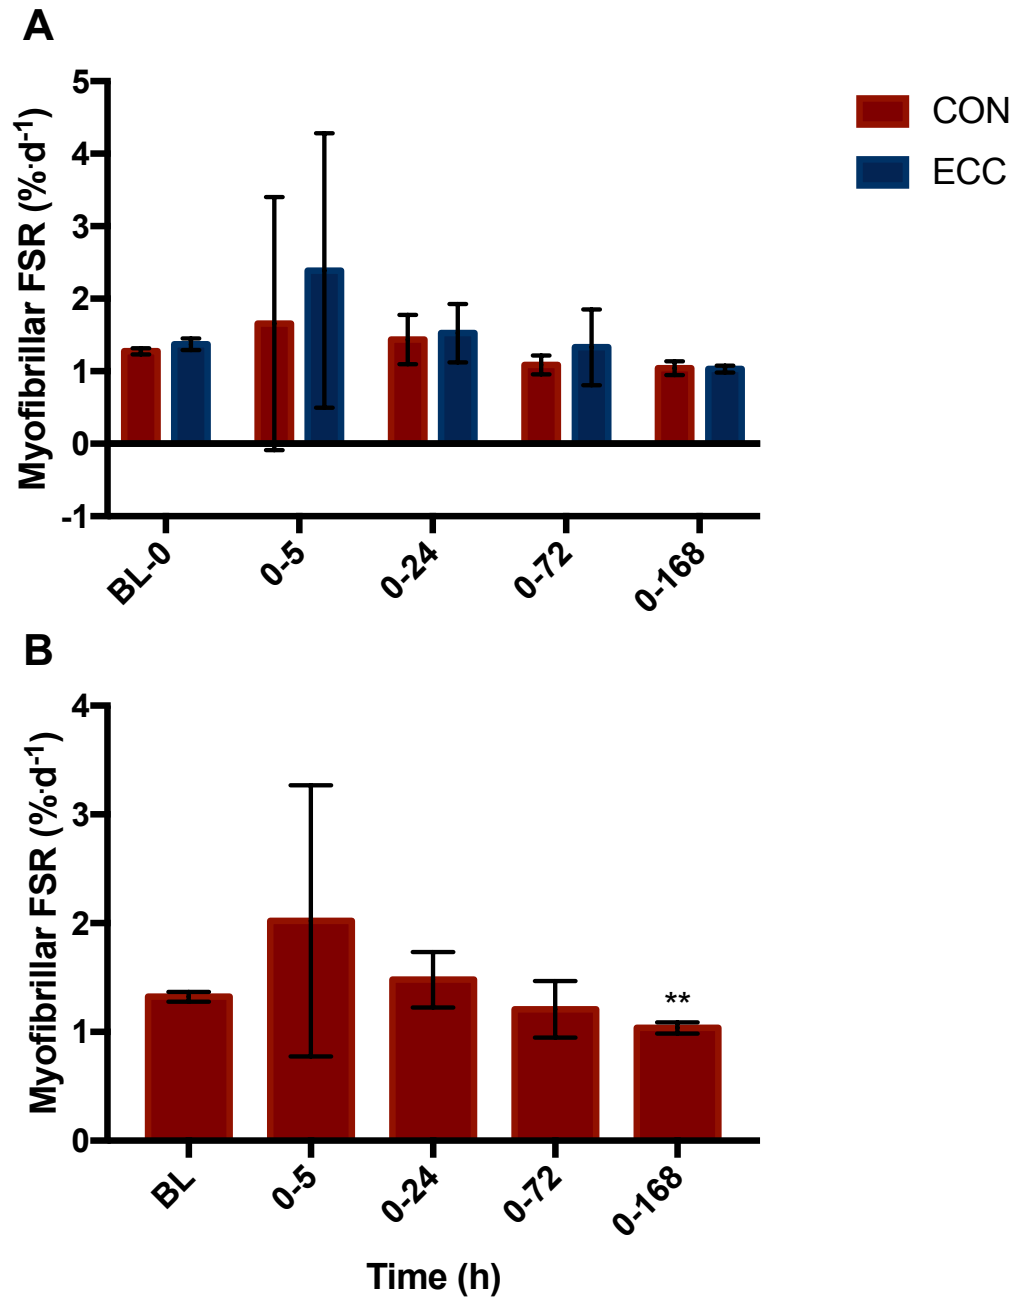 A
Myofibrillar FSR (%·d-1)
5
4
3
2
1
0
-1
BL-0
0-5
0-24
0-72
0-168
CON
ECC
B
Myofibrillar FSR (%·d-1)
4
3
2
1
0
**
BL
0-5
0-24
0-72
0-168
Time (h)